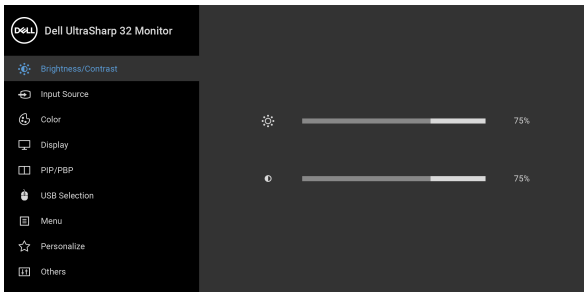 DELL
Dell UltraSharp 32 Monitor
Brightness/Contrast
Input Source
Color
Display
PIP/PBP
USB Selection
Menu
Personalize
Others
75%
75%